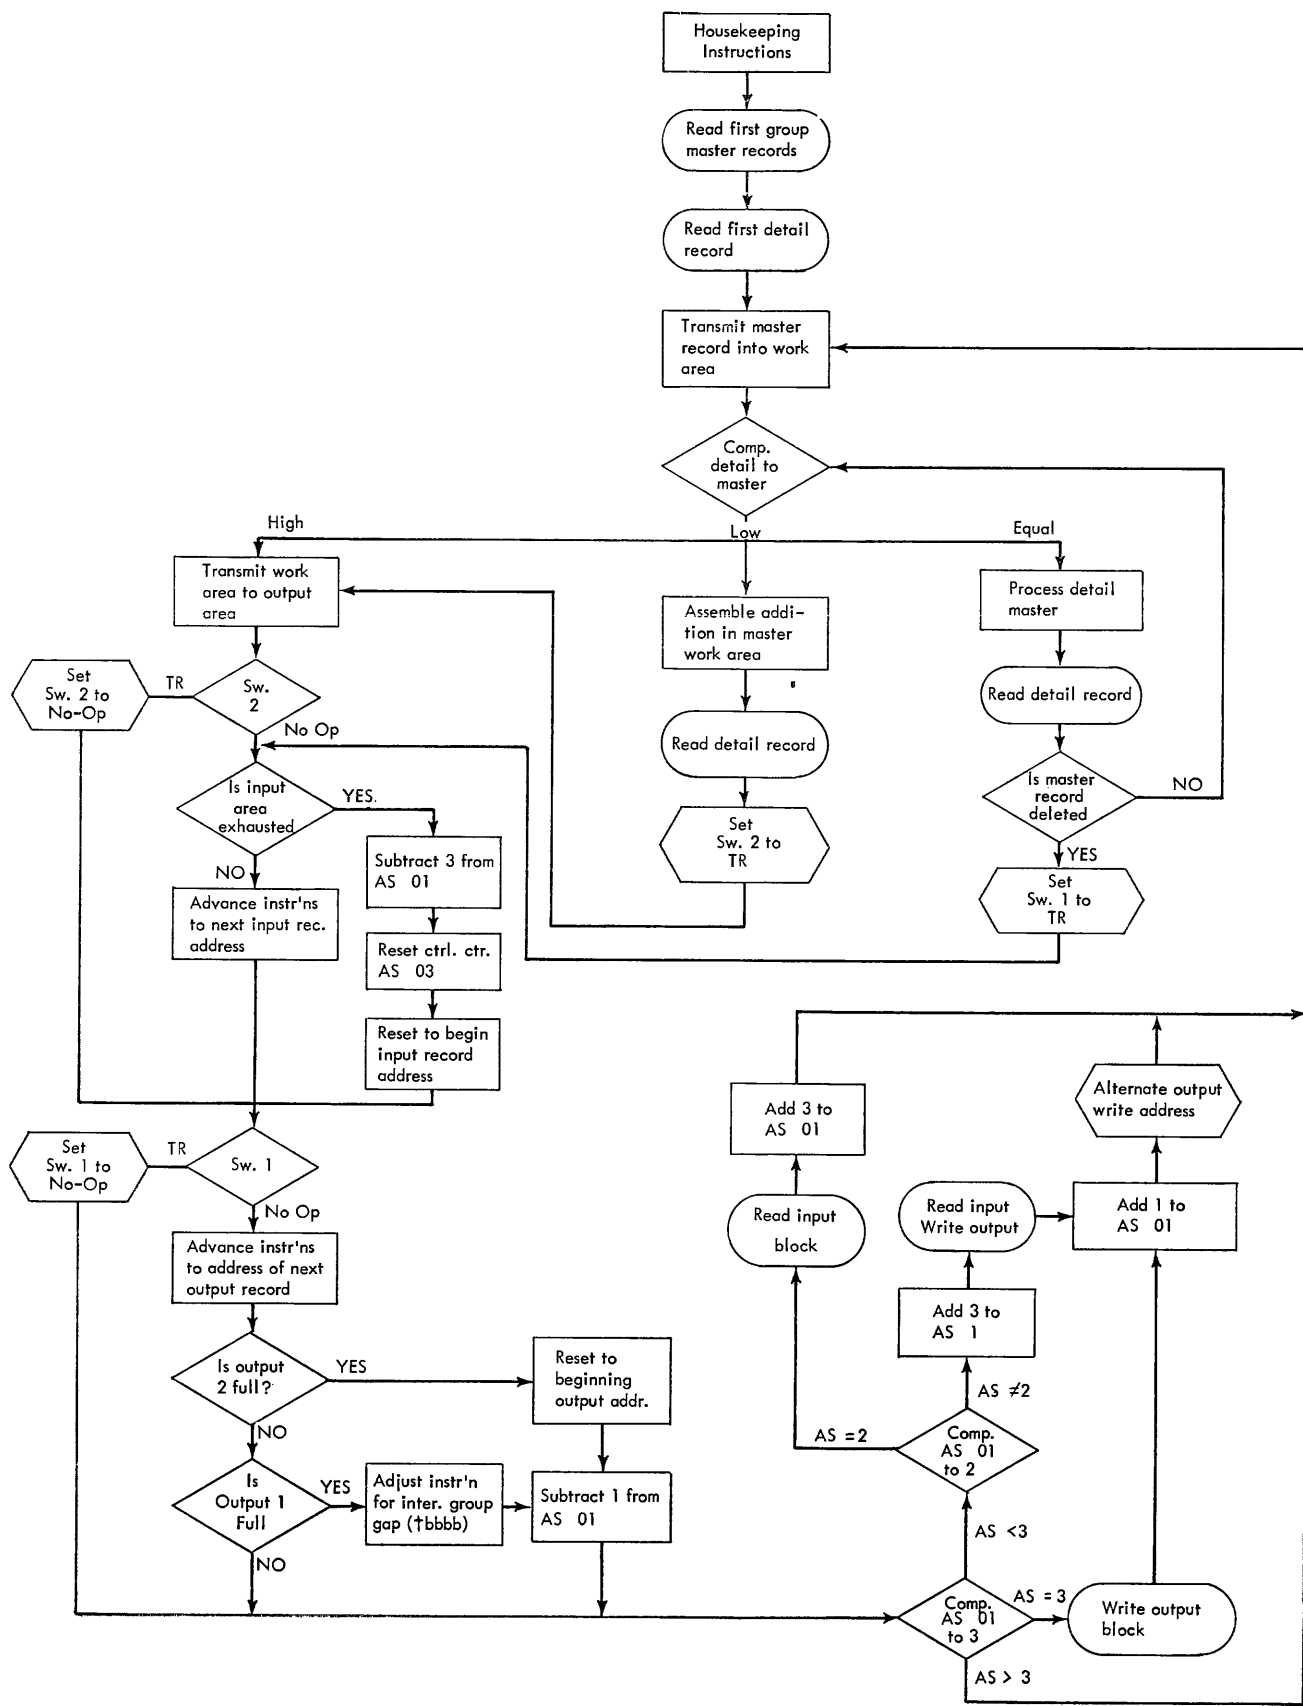 Housekeeping
Instructions
Read first group
master records
Read first detail
record
Transmit master
record into work
area
Comp.
detail to
master
High
Low
Equal
Transmit work
area to output
area
Assemble addi-
tion in master
work area
Process detail
master
Set
Sw. 2 to
No-Op
TR
Sw.
2
No Op
Read detail record
Read detail record
Is input
area
exhausted
YES.
NO
Is master
record
deleted
NO
YES
Subtract 3 from
AS 01
Set
Sw. 2 to
TR
Set
Sw. 1 to
TR
Advance instr'ns
to next input rec.
address
Reset ctrl. ctr.
AS 03
Reset to begin
input record
address
Add 3 to
AS 01
Alternate output
write address
Set
Sw. 1 to
No-Op
TR
Sw. 1
No Op
Read input
block
Read input
Write output
Add 1 to
AS 01
Advance instr'ns
to address of next
output record
Add 3 to
AS 1
Is output
2 full?
YES
NO
Reset to
beginning
output addr.
AS =2
AS ≠2
Comp.
AS 01
to 2
Is
Output 1
Full
YES
NO
Adjust instr'n
for inter. group
gap (†bbbb)
Subtract 1 from
AS 01
AS <3
Comp.
AS 01
to 3
AS = 3
AS > 3
Write output
block